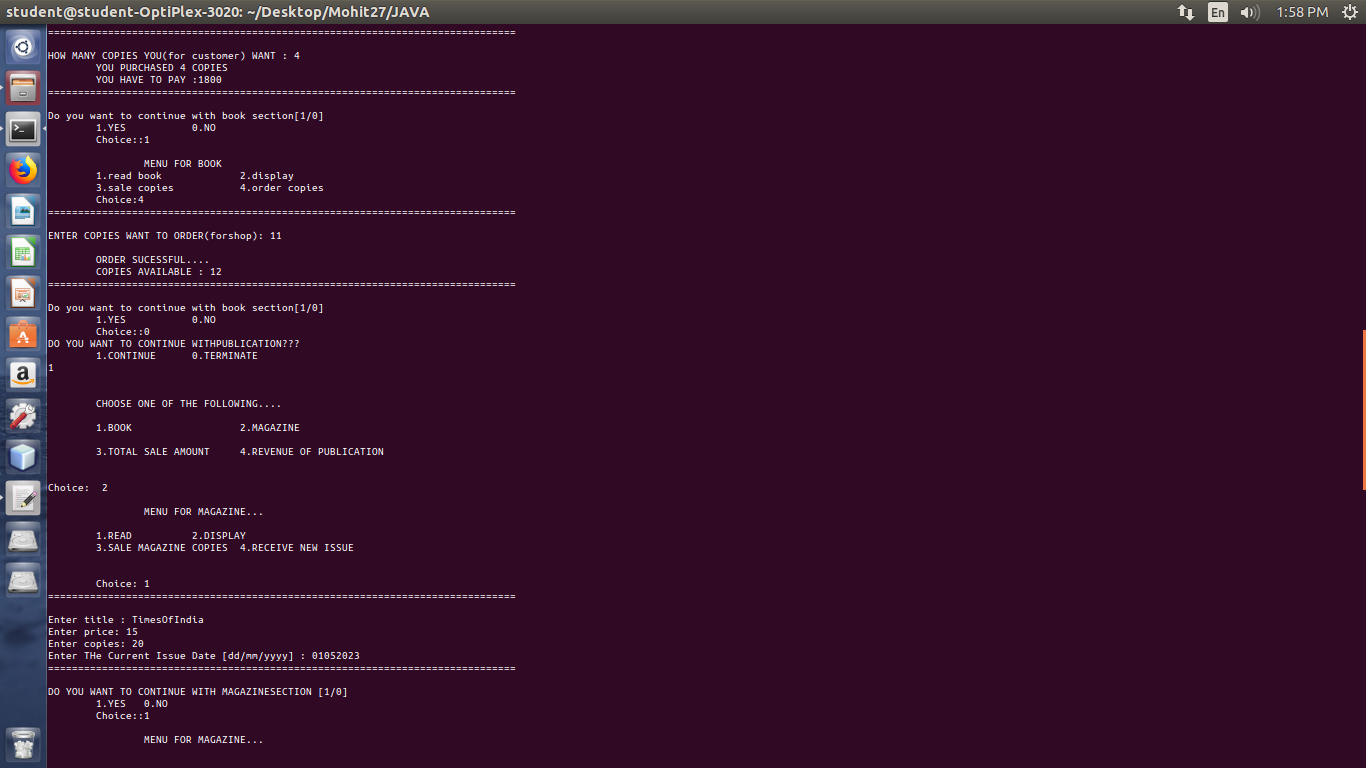 student@student-OptiPlex-3020: ~/Desktop/Mohit27/JAVA En 1:58 PM
==============================================================================
HOW MANY COPIES YOU(for customer) WANT : 4
YOU PURCHASED 4 COPIES
YOU HAVE TO PAY :1800
==============================================================================
Do you want to continue with book section[1/0]
1.YES 0.NO
Choice::1
MENU FOR BOOK
1.read book 2.display
3.sale copies 4.order copies
Choice:4
==============================================================================
ENTER COPIES WANT TO ORDER(forshop): 11
ORDER SUCESSFUL....
COPIES AVAILABLE : 12
==============================================================================
Do you want to continue with book section[1/0]
1.YES 0.NO
Choice::0
DO YOU WANT TO CONTINUE WITHPUBLICATION???
1.CONTINUE 0.TERMINATE
1
CHOOSE ONE OF THE FOLLOWING....
1.BOOK 2.MAGAZINE
3.TOTAL SALE AMOUNT 4.REVENUE OF PUBLICATION
Choice: 2
MENU FOR MAGAZINE...
1.READ 2.DISPLAY
3.SALE MAGAZINE COPIES 4.RECEIVE NEW ISSUE
Choice: 1
==============================================================================
Enter title : TimesOfIndia
Enter price: 15
Enter copies: 20
Enter THe Current Issue Date [dd/mm/yyyy] : 01052023
==============================================================================
DO YOU WANT TO CONTINUE WITH MAGAZINESECTION [1/0]
1.YES 0.NO
Choice::1
MENU FOR MAGAZINE...